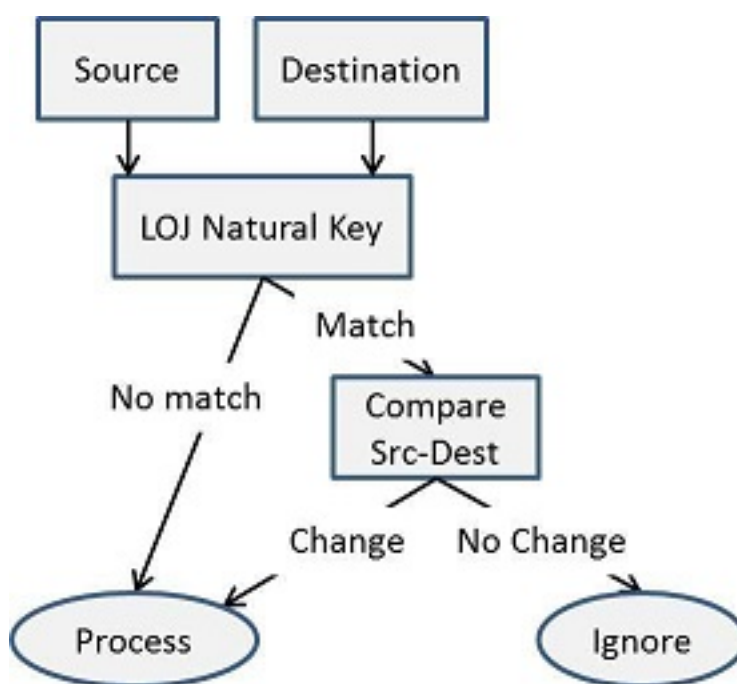 Source
Destination
LOJ Natural Key
Match
No match
Compare
Src-Dest
Change
No Change
Process
Ignore